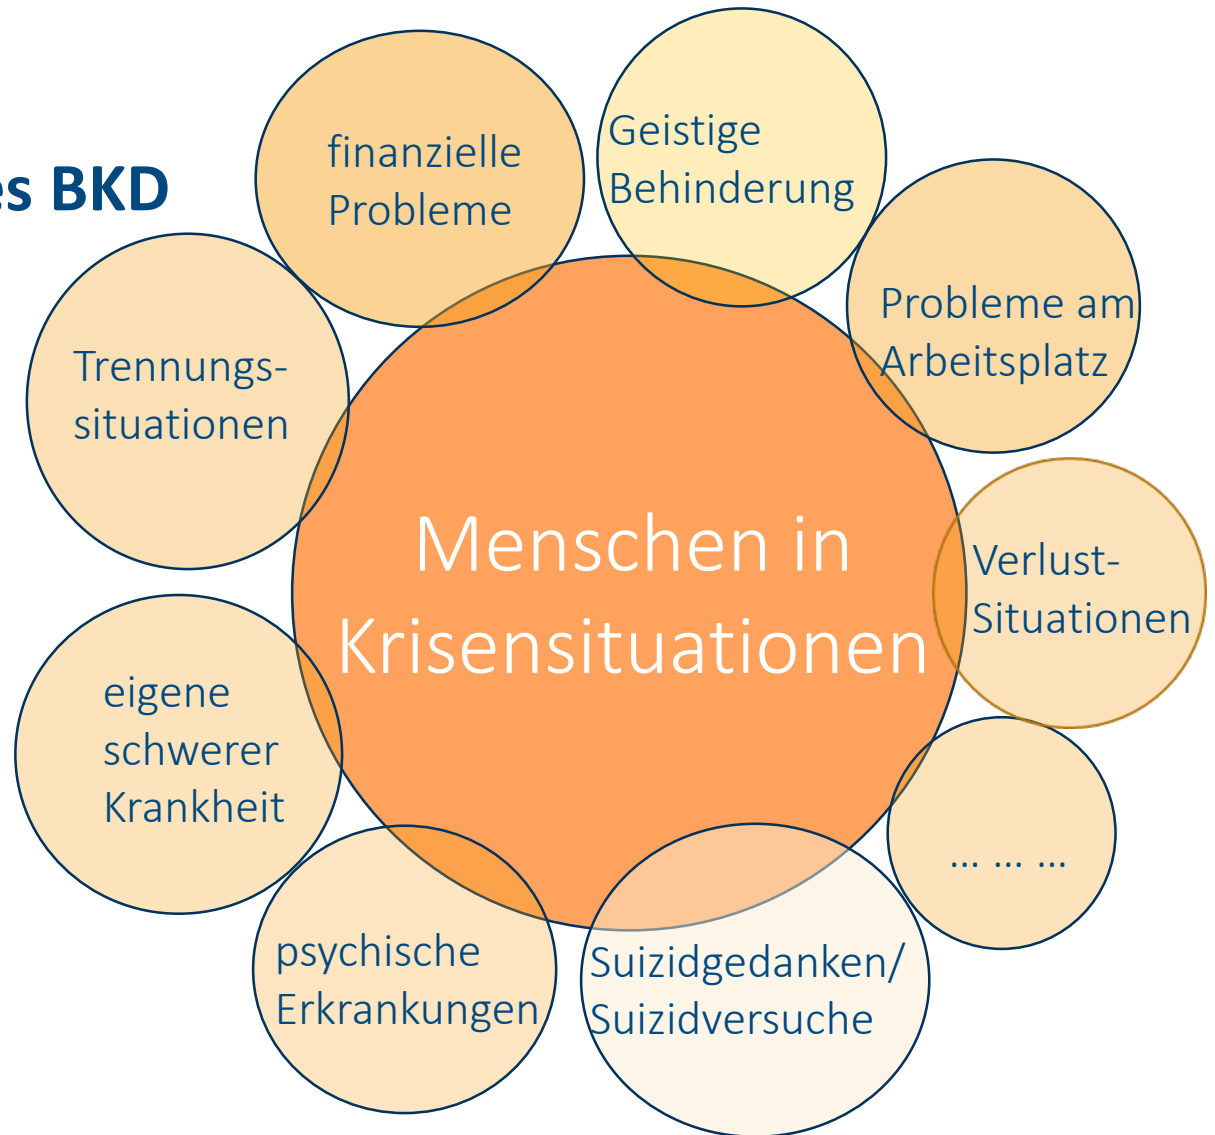 es BKD
finanzielle
Probleme
Geistige
Behinderung
Probleme am
Arbeitsplatz
Trennungs-
situationen
Menschen in
Krisensituationen
Verlust-
Situationen
eigene
schwerer
Krankheit
... ... ...
psychische
Erkrankungen
Suizidgedanken/
Suizidversuche